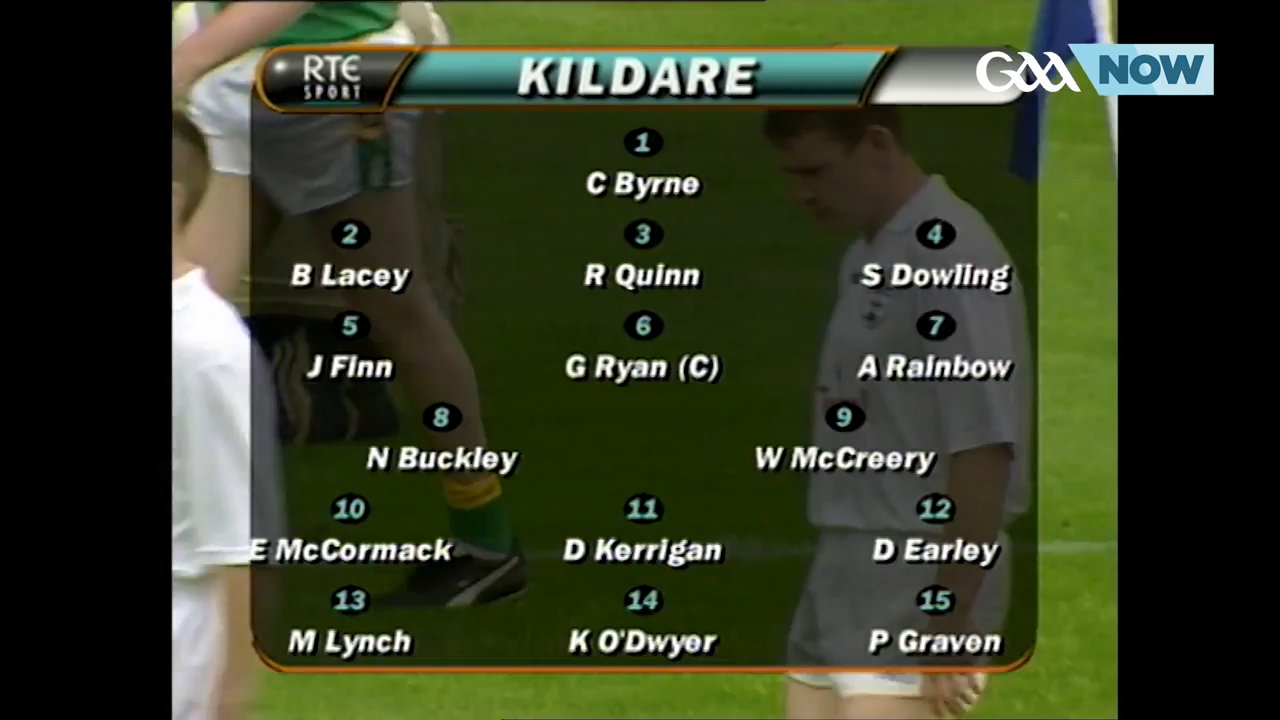 RTE
SPORT
KILDARE
GAA NOW
1
C Byrne
2 3 4
B Lacey R Quinn S Dowling
5 6 7
J Finn G Ryan (C) A Rainbow
8 9
N Buckley W McCreery
10 11 12
E McCormack D Kerrigan D Earley
13 14 15
M Lynch K O'Dwyer P Graven